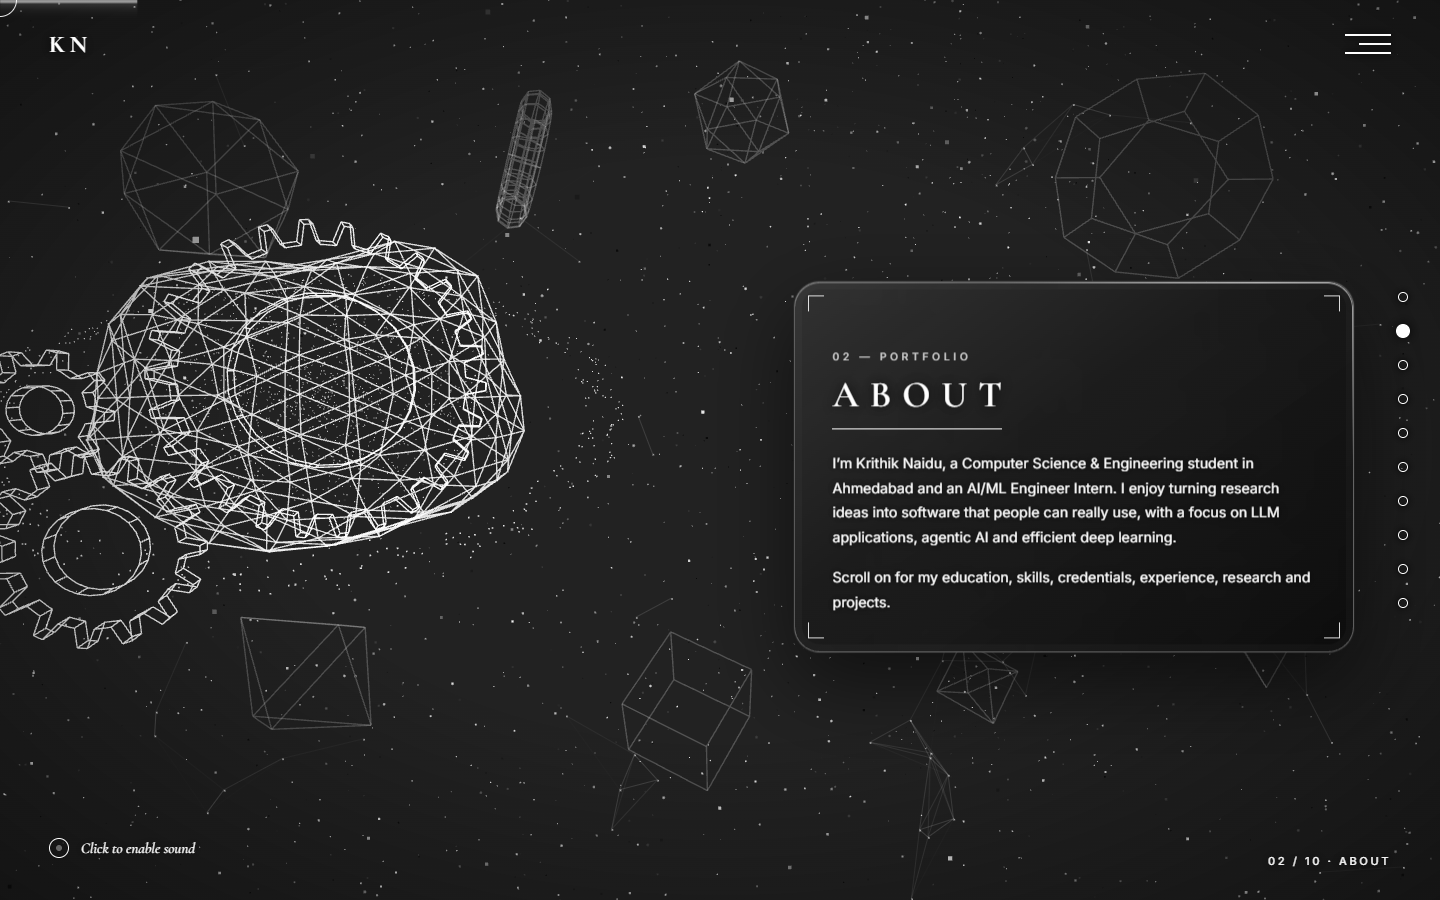 KN
02 — PORTFOLIO
ABOUT
I'm Krithik Naidu, a Computer Science & Engineering student in
Ahmedabad and an AI/ML Engineer Intern. I enjoy turning research
ideas into software that people can really use, with a focus on LLM
applications, agentic AI and efficient deep learning.
Scroll on for my education, skills, credentials, experience, research and
projects.
Click to enable sound
02 / 10 · ABOUT